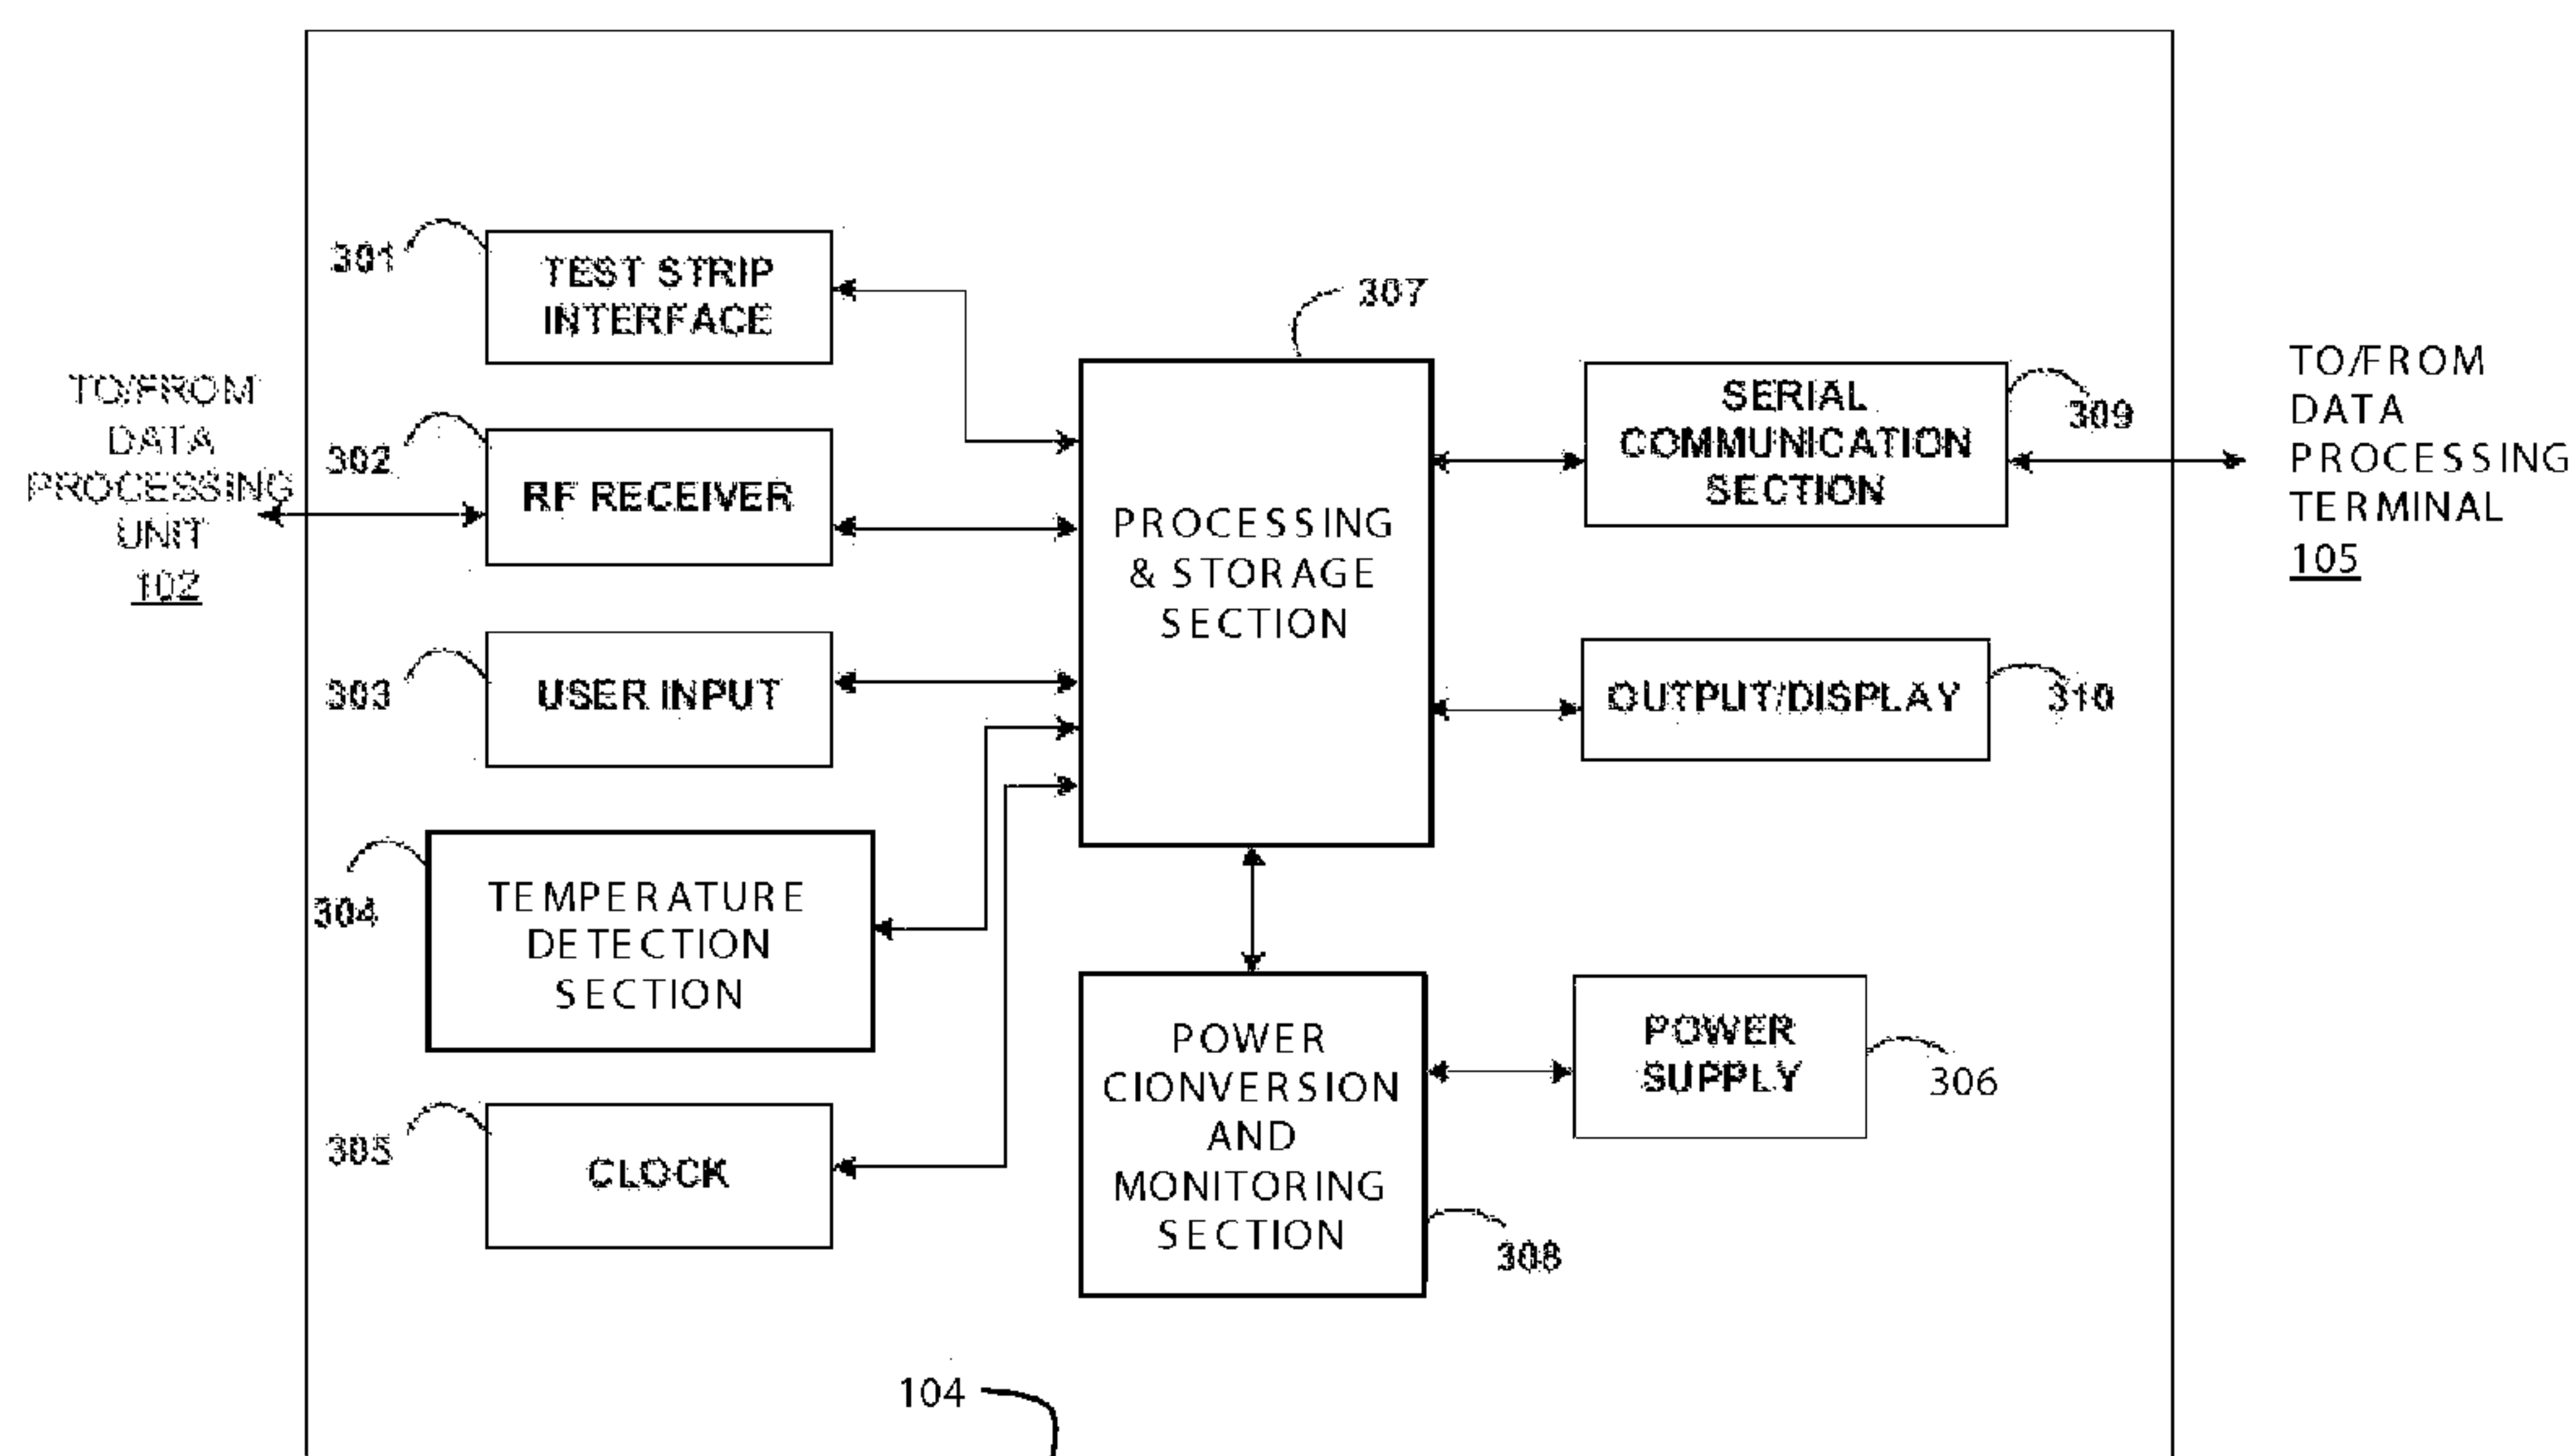 301
TEST STRIP
INTERFACE
TO/FROM
DATA
PROCESSING
UNIT
102
302
RF RECEIVER
303
USER INPUT
304
TEMPERATURE
DETECTION
SECTION
305
CLOCK
307
PROCESSING
& STORAGE
SECTION
POWER
CIONVERSION
AND
MONITORING
SECTION
308
SERIAL
COMMUNICATION
SECTION
309
OUTPUT/DISPLAY
310
POWER
SUPPLY
306
TO/FROM
DATA
PROCESSING
TERMINAL
105
104